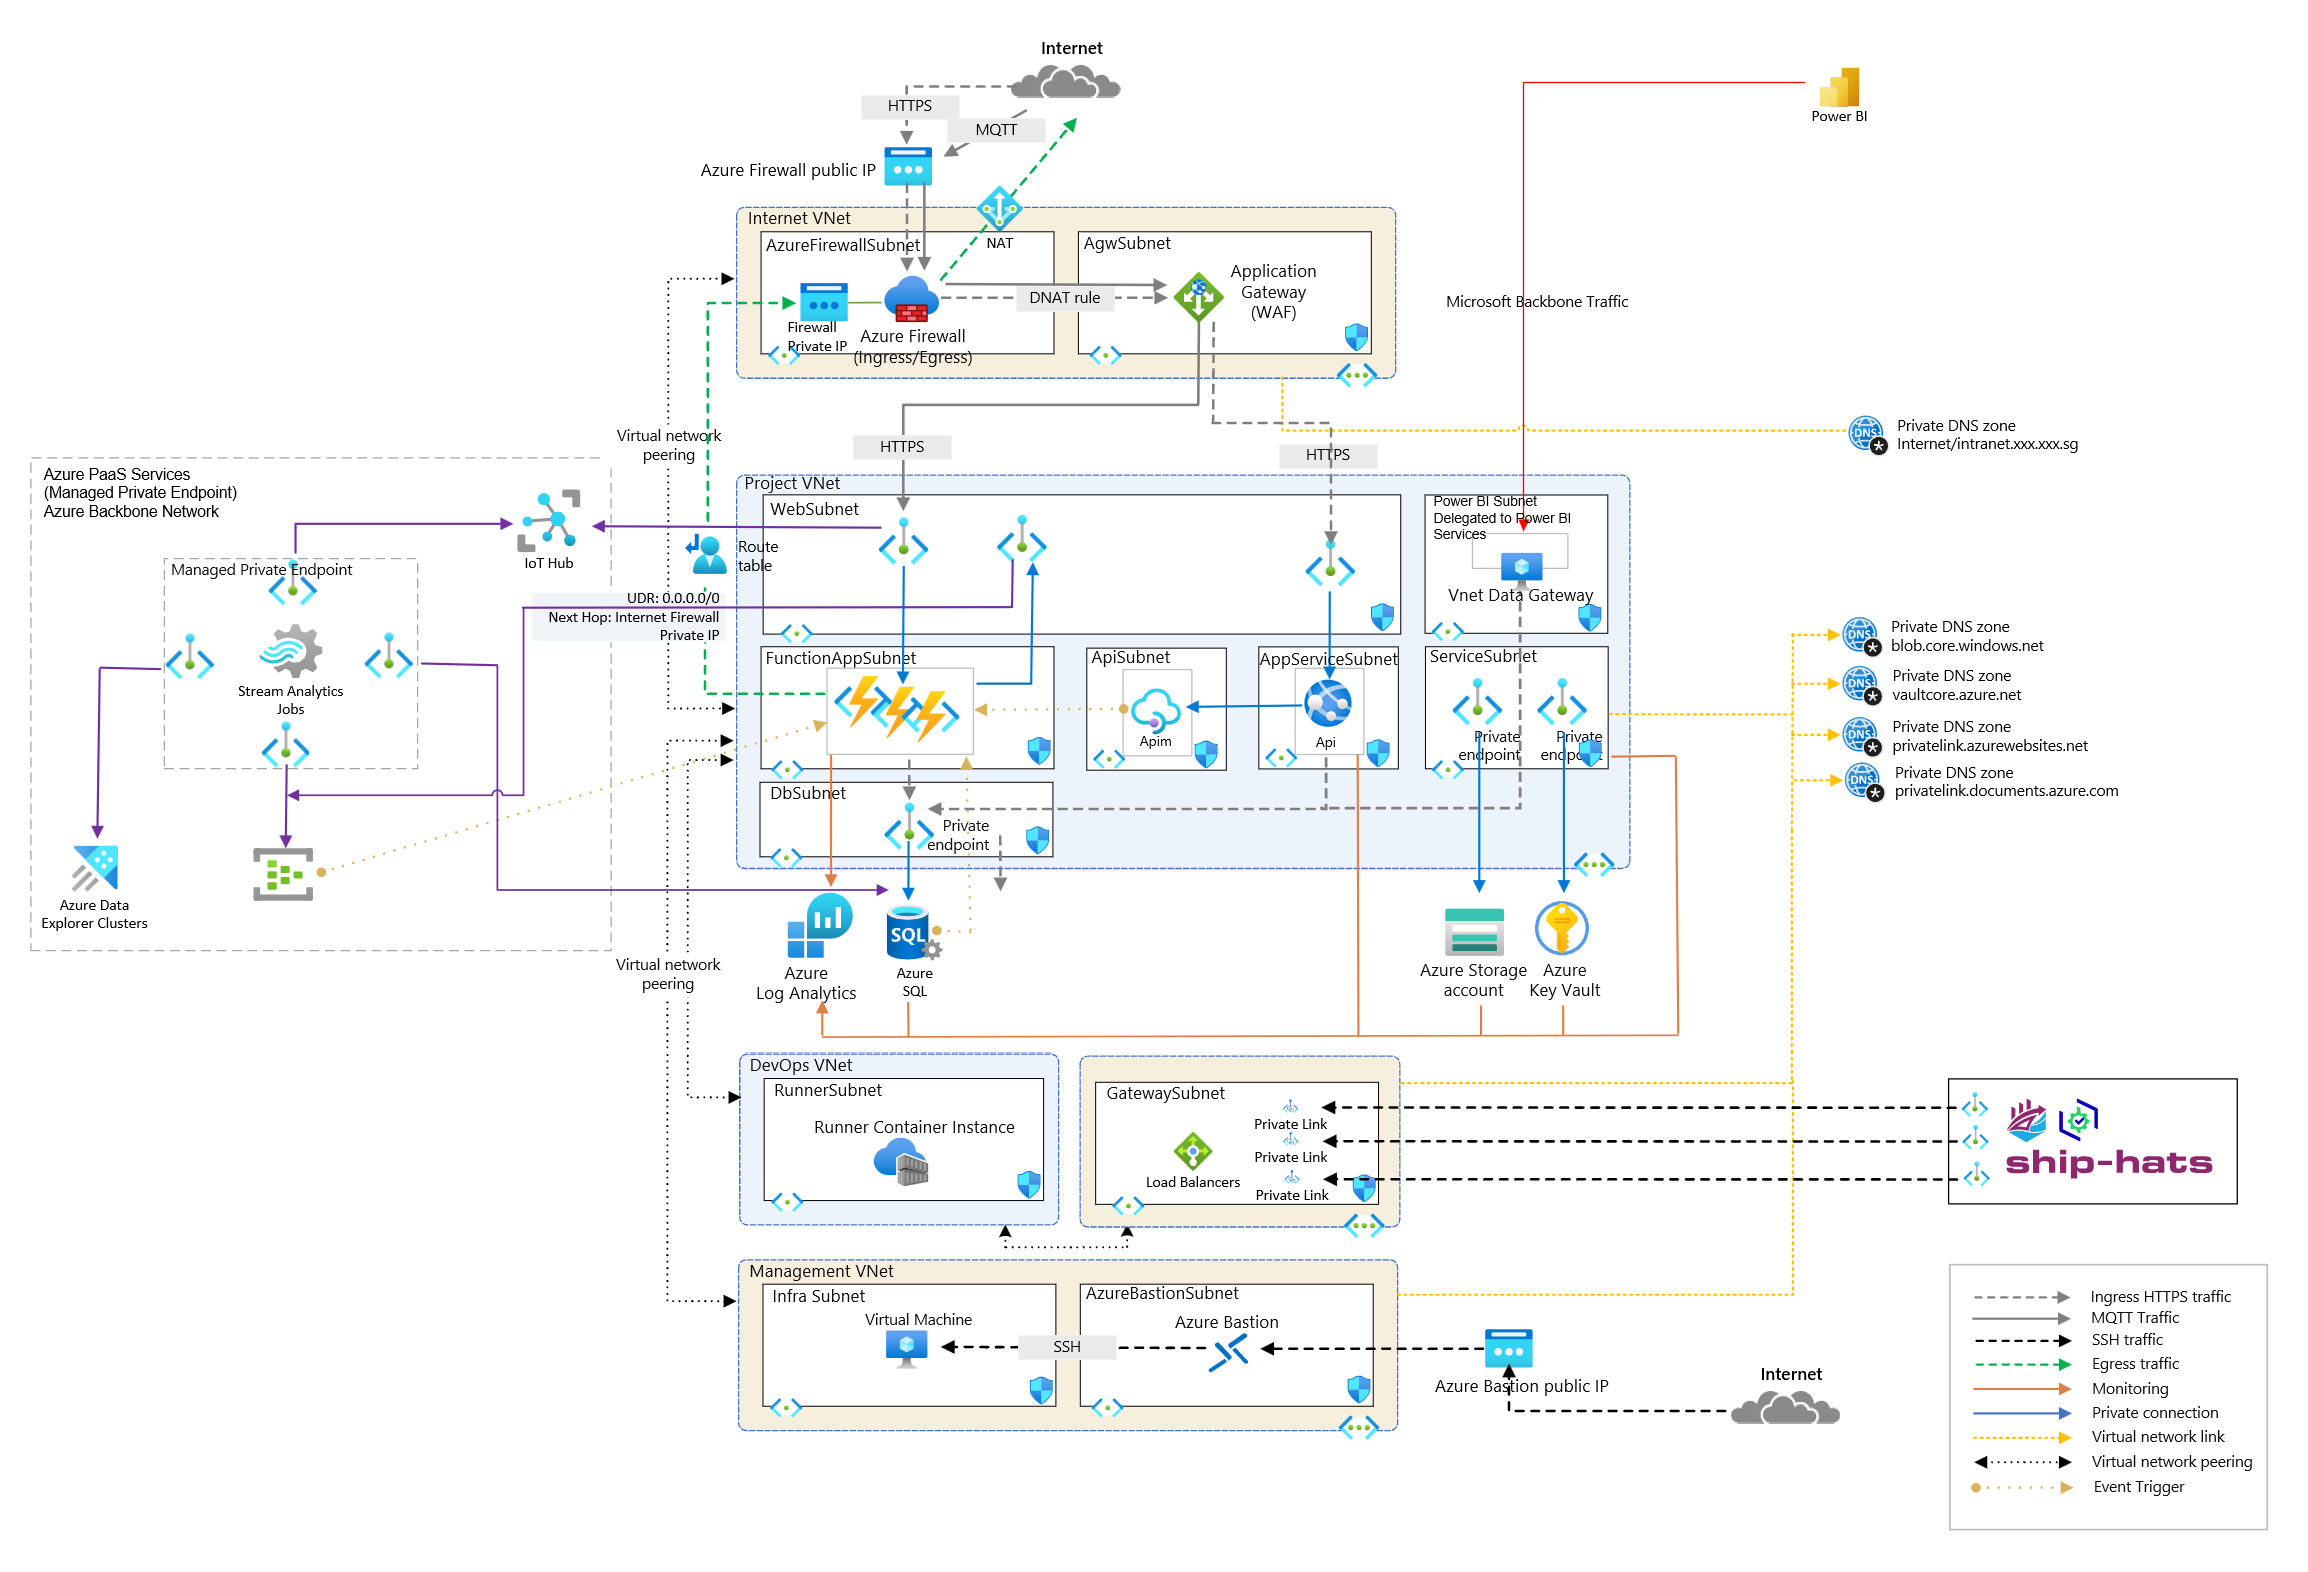 Internet
HTTPS
MQTT
Power BI
Azure Firewall public IP
Internet VNet
NAT
AzureFirewallSubnet
AgwSubnet
Application
Gateway
(WAF)
DNAT rule
Firewall
Private IP
Azure Firewall
(Ingress/Egress)
Microsoft Backbone Traffic
Virtual network
peering
HTTPS
HTTPS
Private DNS zone
Internet/intranet.xxx.xxx.sg
Azure PaaS Services
(Managed Private Endpoint)
Azure Backbone Network
IoT Hub
Project VNet
WebSubnet
Power BI Subnet
Delegated to Power BI
Services
Vnet Data Gateway
Route
table
Managed Private Endpoint
UDR: 0.0.0.0/0
Next Hop: Internet Firewall
Private IP
Stream Analytics
Jobs
FunctionAppSubnet
ApiSubnet
Apim
AppServiceSubnet
Api
ServiceSubnet
Private
endpoint
Private
endpoint
Private DNS zone
blob.core.windows.net
Private DNS zone
vaultcore.azure.net
Private DNS zone
privatelink.azurewebsites.net
Private DNS zone
privatelink.documents.azure.com
DNS
DNS
DNS
DNS
DNS
DbSubnet
Private
endpoint
Azure Data
Explorer Clusters
Azure
Log Analytics
SQL
Azure
SQL
Azure Storage
account
Azure
Key Vault
Virtual network
peering
DevOps VNet
RunnerSubnet
Runner Container Instance
GatewaySubnet
Load Balancers
Private Link
Private Link
Private Link
ship-hats
Management VNet
Infra Subnet
Virtual Machine
SSH
AzureBastionSubnet
Azure Bastion
Azure Bastion public IP
Internet
Ingress HTTPS traffic
MQTT Traffic
SSH traffic
Egress traffic
Monitoring
Private connection
Virtual network link
Virtual network peering
Event Trigger